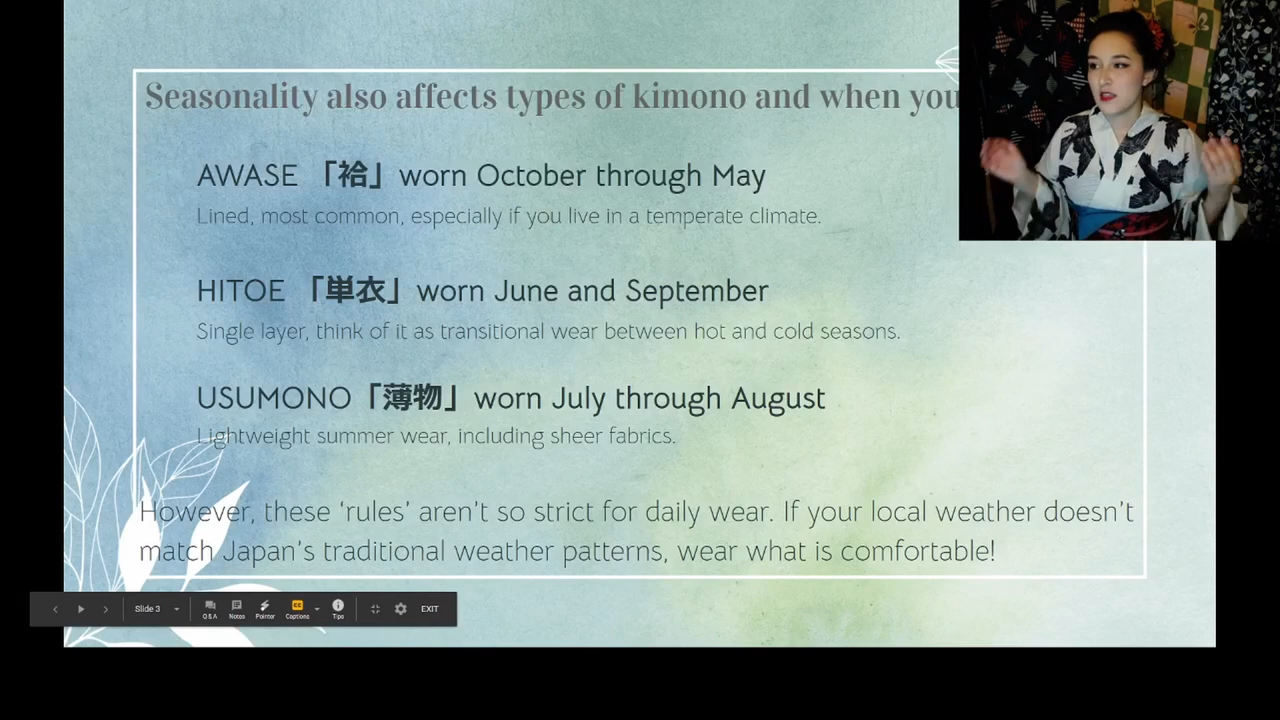 Seasonality also affects types of kimono and when you
AWASE 「袷」 worn October through May
Lined, most common, especially if you live in a temperate climate.
HITOE 「単衣」 worn June and September
Single layer, think of it as transitional wear between hot and cold seasons.
USUMONO「薄物」 worn July through August
Lightweight summer wear, including sheer fabrics.
However, these ‘rules’ aren’t so strict for daily wear. If your local weather doesn’t
match Japan’s traditional weather patterns, wear what is comfortable!
Slide 3 Q&A Notes Pointer Captions Tips EXIT